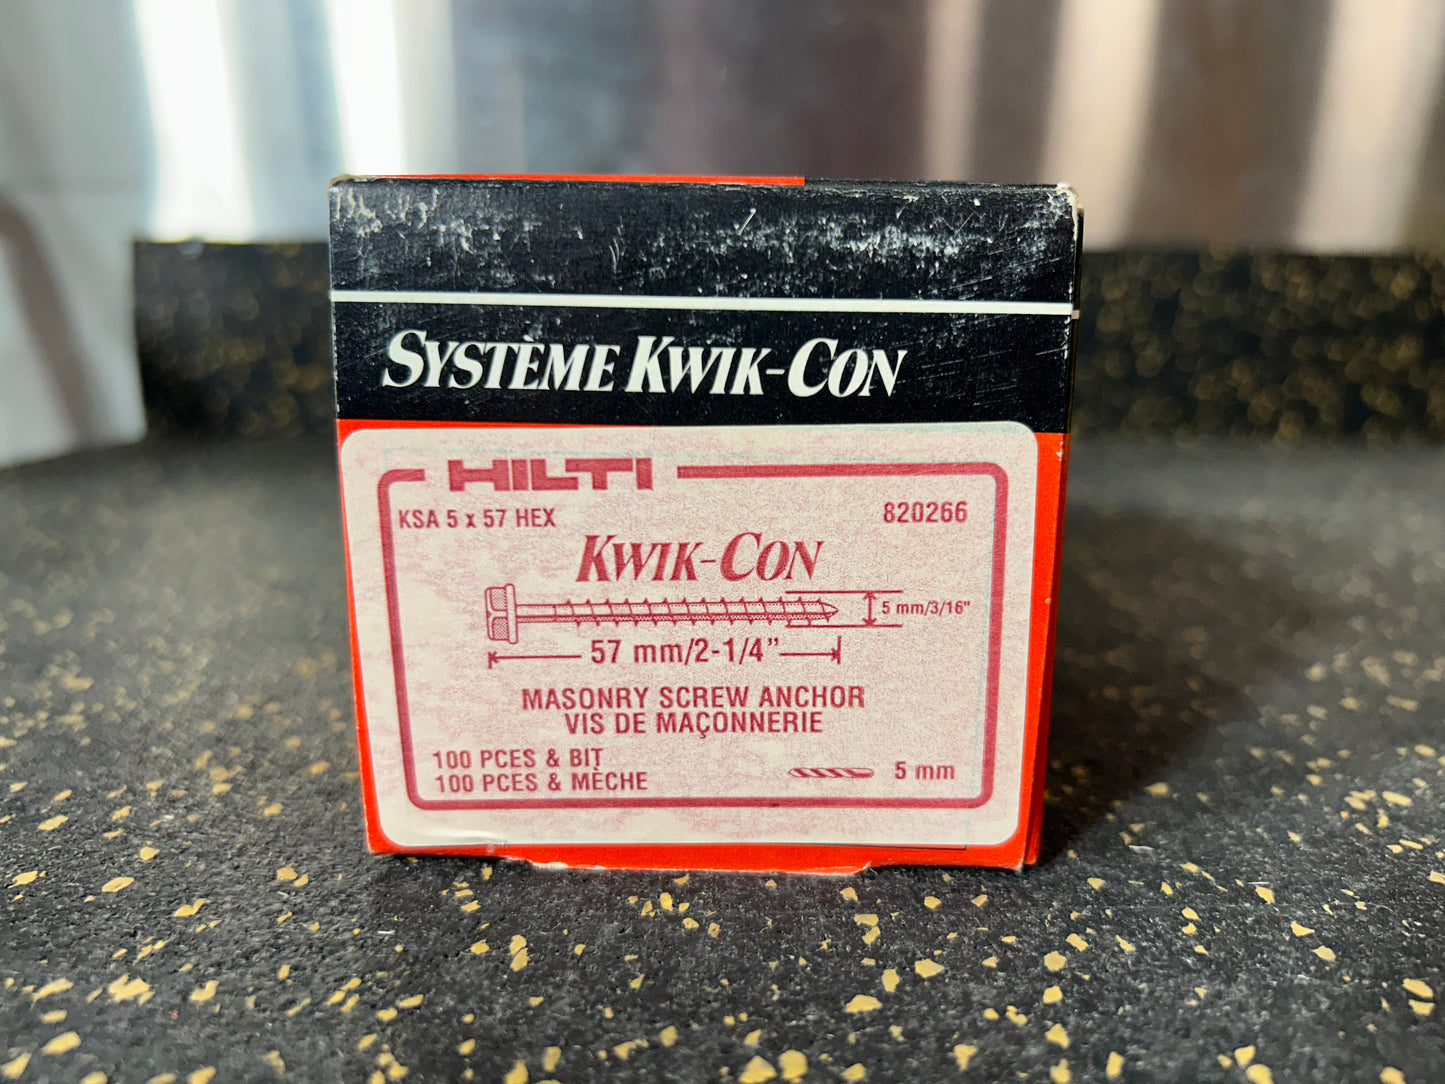 SYSTÈME KWIK-CON
HILTI
KSA 5 x 57 HEX
820266
KWIK-CON
5 mm/3/16"
57 mm/2-1/4”
MASONRY SCREW ANCHOR
VIS DE MAÇONNERIE
100 PCES & BIT
100 PCES & MÈCHE
5 mm